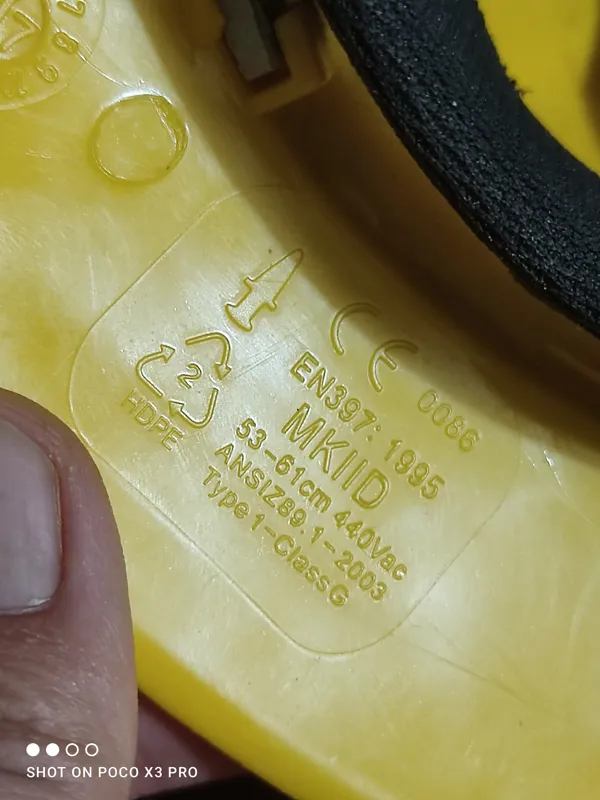 CE 0086
EN397: 1995
MKIID
53-61cm 440Vac
ANSIZ89.1-2003
Type 1-ClassG
2
HDPE
SHOT ON POCO X3 PRO